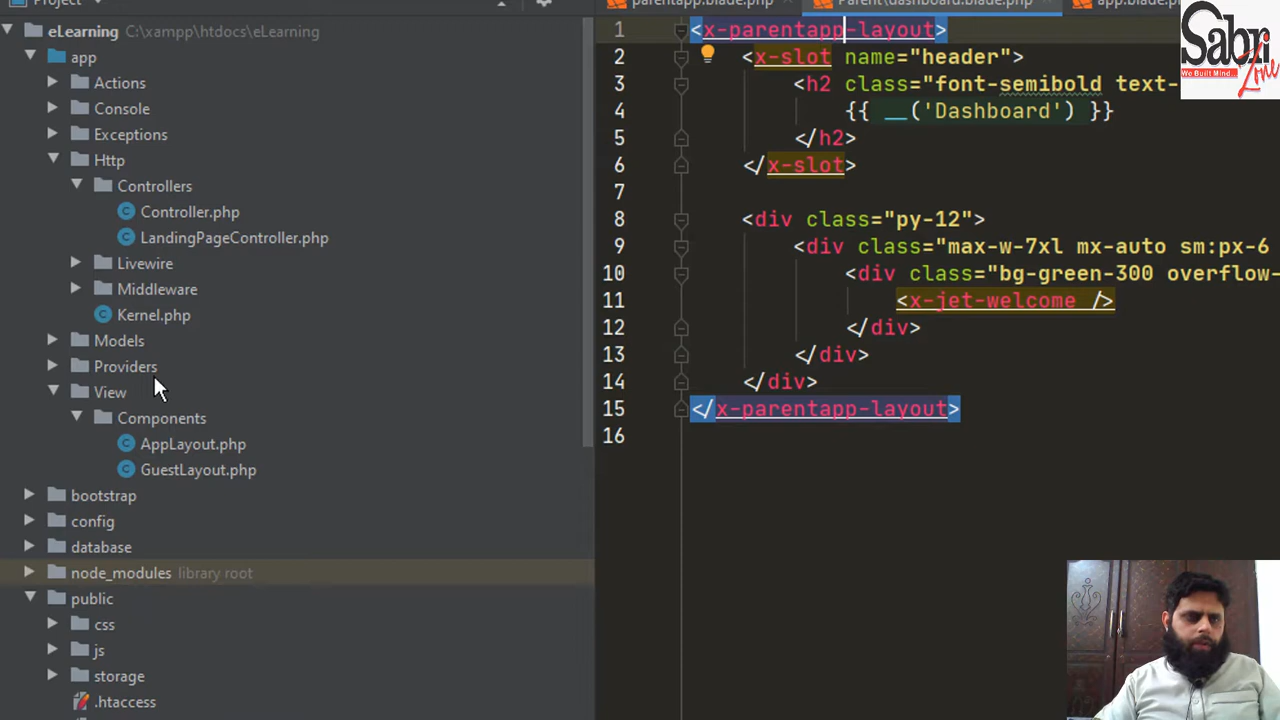 Project
parentapp.blade.php
Parent\dashboard.blade.php
app.blade.ph
eLearning C:\xampp\htdocs\eLearning
app
Actions
Console
Exceptions
Http
Controllers
Controller.php
LandingPageController.php
Livewire
Middleware
Kernel.php
Models
Providers
View
Components
AppLayout.php
GuestLayout.php
bootstrap
config
database
node_modules library root
public
css
js
storage
.htaccess
1 <x-parentapp-layout>
2 <x-slot name="header">
3 <h2 class="font-semibold text-
4 {{ __('Dashboard') }}
5 </h2>
6 </x-slot>
7
8 <div class="py-12">
9 <div class="max-w-7xl mx-auto sm:px-6
10 <div class="bg-green-300 overflow-
11 <x-jet-welcome />
12 </div>
13 </div>
14 </div>
15 </x-parentapp-layout>
16
Sabri
We Built Mind...
Zone